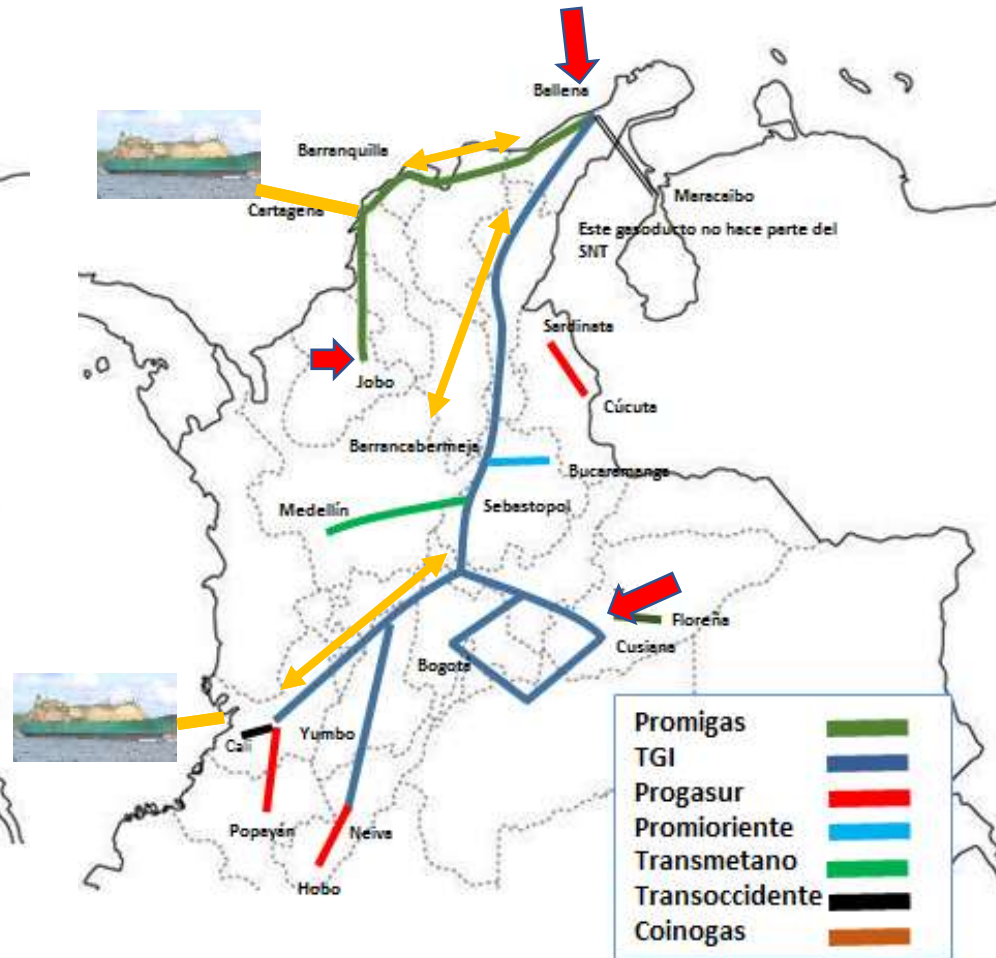 Ballena
Barranquilla
Maracaibo
Cartagena
Este gasoducto no hace parte del
SNT
Sardinata
Jobo
Cúcuta
Barrancabermeja
Bucaramanga
Medellín
Sebastopol
Floreña
Cusiana
Bogotá
Yumbo
Cali
Popayán
Neiva
Hobo
Promigas
TGI
Progasur
Promioriente
Transmetano
Transoccidente
Coinogas